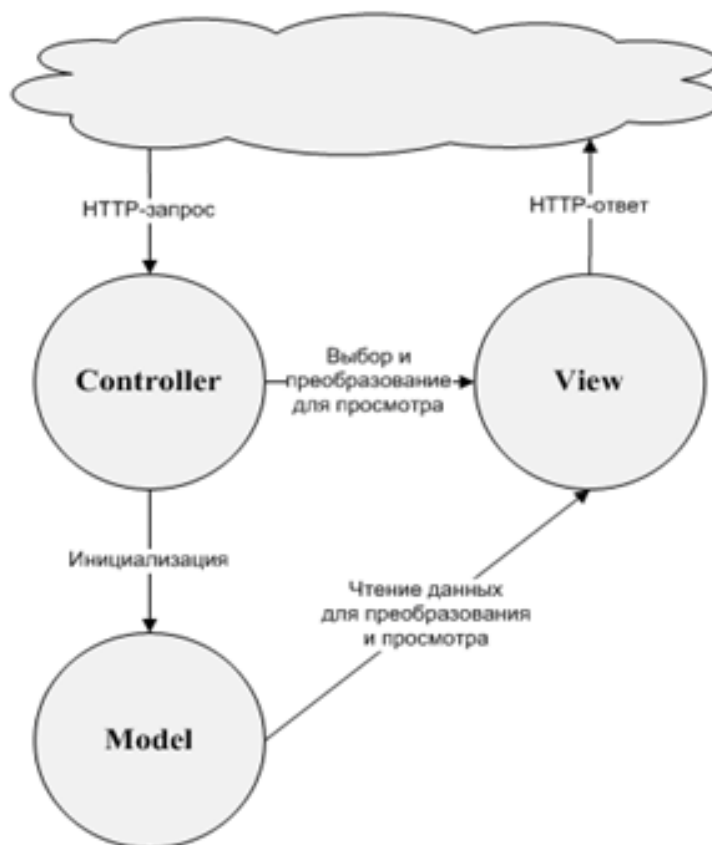 HTTP-запрос
HTTP-ответ
Controller
Выбор и
преобразование
для просмотра
View
Инициализация
Чтение данных
для преобразования
и просмотра
Model